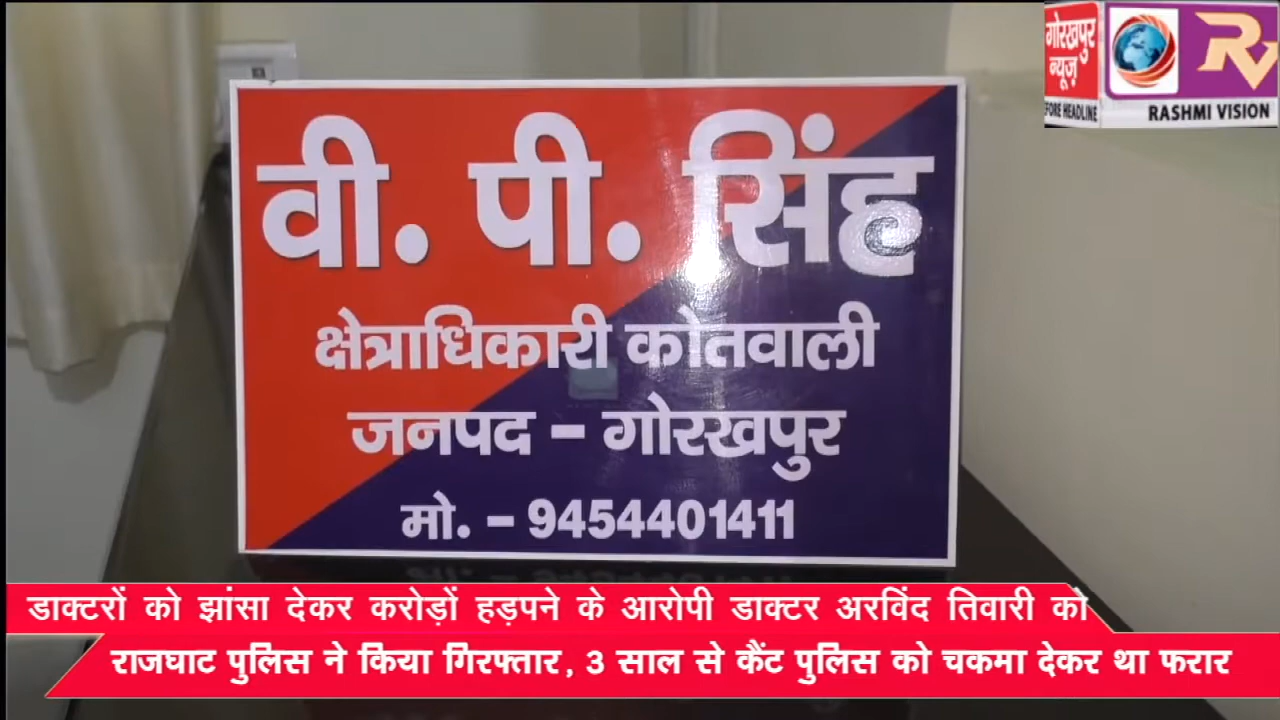 गोरखपुर
न्यूज़
FORE HEADLINE
RV
RASHMI VISION
वी. पी. सिंह
क्षेत्राधिकारी कोतवाली
जनपद - गोरखपुर
मो. - 9454401411
डाक्टरों को झांसा देकर करोड़ों हड़पने के आरोपी डाक्टर अरविंद तिवारी को
राजघाट पुलिस ने किया गिरफ्तार, 3 साल से कैंट पुलिस को चकमा देकर था फरार